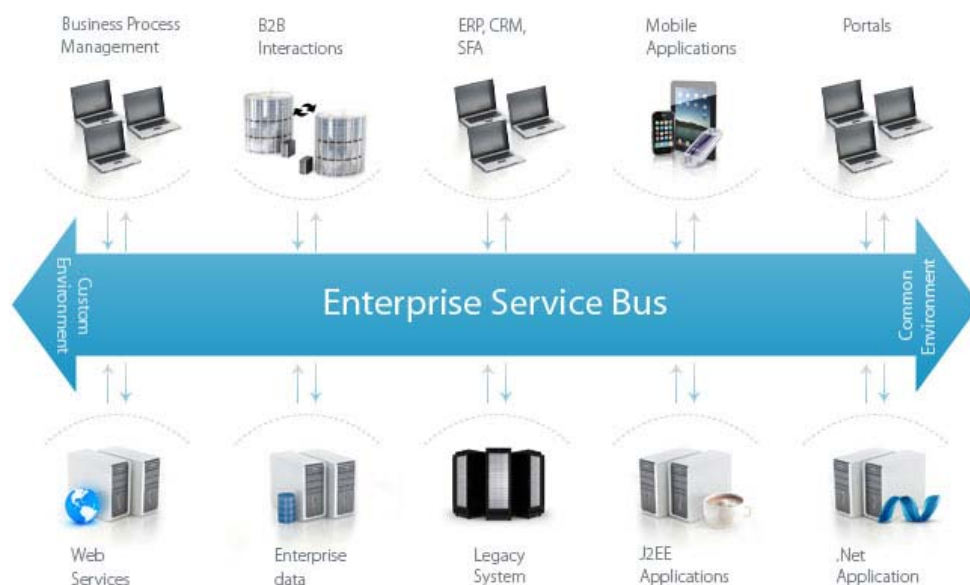 Business Process
Management
B2B
Interactions
ERP, CRM,
SFA
Mobile
Applications
Portals
Custom
Environment
Enterprise Service Bus
Common
Environment
Web
Services
Enterprise
data
Legacy
System
J2EE
Applications
.Net
Application